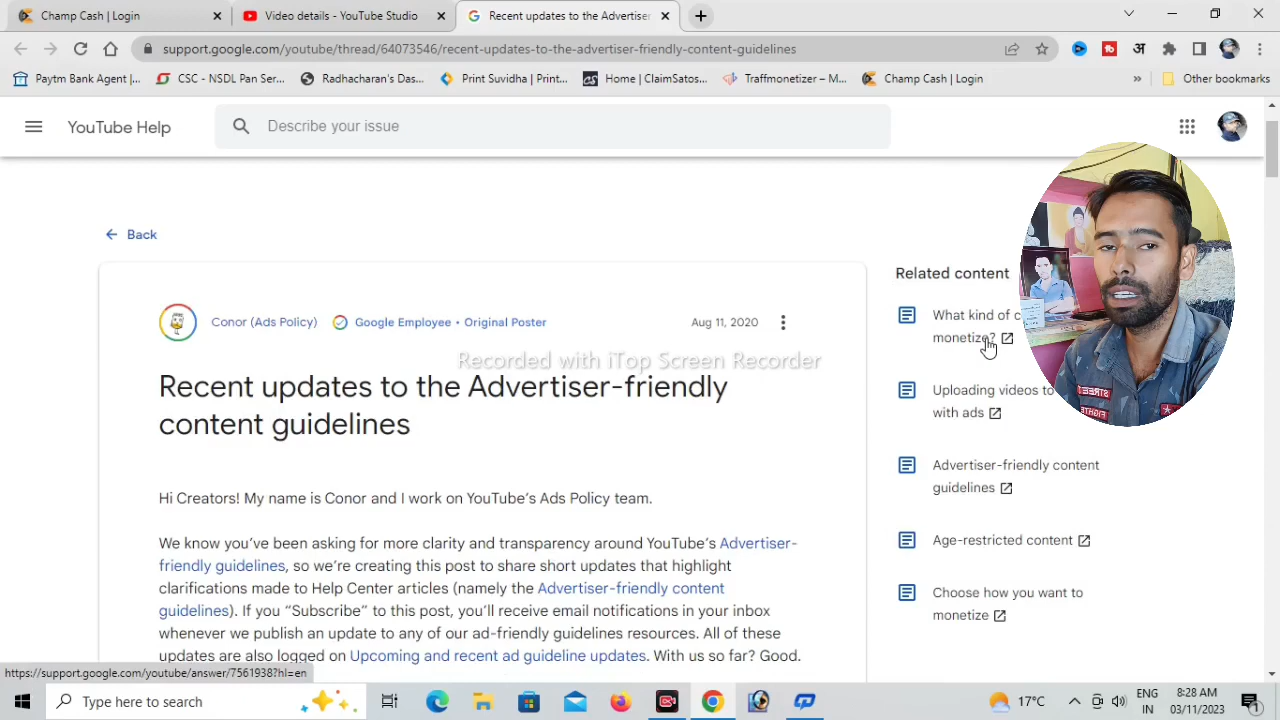 Champ Cash | Login
Video details - YouTube Studio
Recent updates to the Advertiser
support.google.com/youtube/thread/64073546/recent-updates-to-the-advertiser-friendly-content-guidelines
अ
Paytm Bank Agent |...
CSC - NSDL Pan Ser...
Radhacharan's Das...
Print Suvidha | Print...
Home | ClaimSatos...
Traffmonetizer – M...
Champ Cash | Login
»
Other bookmarks
YouTube Help
Describe your issue
Back
Conor (Ads Policy)
Google Employee • Original Poster
Aug 11, 2020
Recorded with iTop Screen Recorder
Recent updates to the Advertiser-friendly
content guidelines
Hi Creators! My name is Conor and I work on YouTube's Ads Policy team.
We know you've been asking for more clarity and transparency around YouTube's Advertiser-
friendly guidelines, so we're creating this post to share short updates that highlight
clarifications made to Help Center articles (namely the Advertiser-friendly content
guidelines). If you “Subscribe” to this post, you'll receive email notifications in your inbox
whenever we publish an update to any of our ad-friendly guidelines resources. All of these
updates are also logged on Upcoming and recent ad guideline updates. With us so far? Good.
Related content
What kind of c
monetize?
Uploading videos to
with ads
Advertiser-friendly content
guidelines
Age-restricted content
Choose how you want to
monetize
https://support.google.com/youtube/answer/7561938?hl=en
Type here to search
17°C
ENG
IN
8:28 AM
03/11/2023